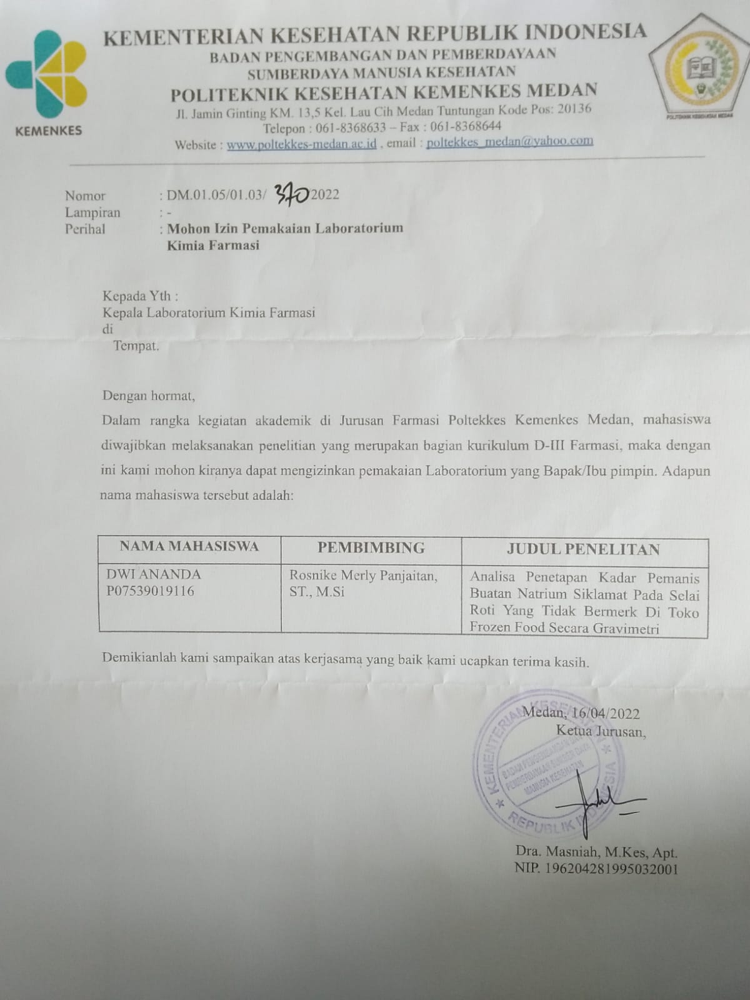 KEMENKES
KEMENTERIAN KESEHATAN REPUBLIK INDONESIA
BADAN PENGEMBANGAN DAN PEMBERDAYAAN
SUMBERDAYA MANUSIA KESEHATAN
POLITEKNIK KESEHATAN KEMENKES MEDAN
Jl. Jamin Ginting KM. 13,5 Kel. Lau Cih Medan Tuntungan Kode Pos: 20136
Telepon : 061-8368633 – Fax : 061-8368644
Website : www.poltekkes-medan.ac.id , email : poltekkes_medan@yahoo.com
POLITEKNIK KESEHATAN MEDAN
Nomor : DM.01.05/01.03/ 370/2022
Lampiran : -
Perihal : Mohon Izin Pemakaian Laboratorium
Kimia Farmasi
Kepada Yth :
Kepala Laboratorium Kimia Farmasi
di
Tempat.
Dengan hormat,
Dalam rangka kegiatan akademik di Jurusan Farmasi Poltekkes Kemenkes Medan, mahasiswa
diwajibkan melaksanakan penelitian yang merupakan bagian kurikulum D-III Farmasi, maka dengan
ini kami mohon kiranya dapat mengizinkan pemakaian Laboratorium yang Bapak/Ibu pimpin. Adapun
nama mahasiswa tersebut adalah:
NAMA MAHASISWA PEMBIMBING JUDUL PENELITAN
DWI ANANDA Rosnike Merly Panjaitan, Analisa Penetapan Kadar Pemanis
P07539019116 ST., M.Si Buatan Natrium Siklamat Pada Selai
Roti Yang Tidak Bermerk Di Toko
Frozen Food Secara Gravimetri
Demikianlah kami sampaikan atas kerjasama yang baik kami ucapkan terima kasih.
Medan, 16/04/2022
Ketua Jurusan,
KEMENTERIAN KESEHATAN
BADAN PENGEMBANGAN DAN
PEMBERDAYAAN SUMBER DAYA
MANUSIA KESEHATAN
REPUBLIK INDONESIA
Dra. Masniah, M.Kes, Apt.
NIP. 196204281995032001